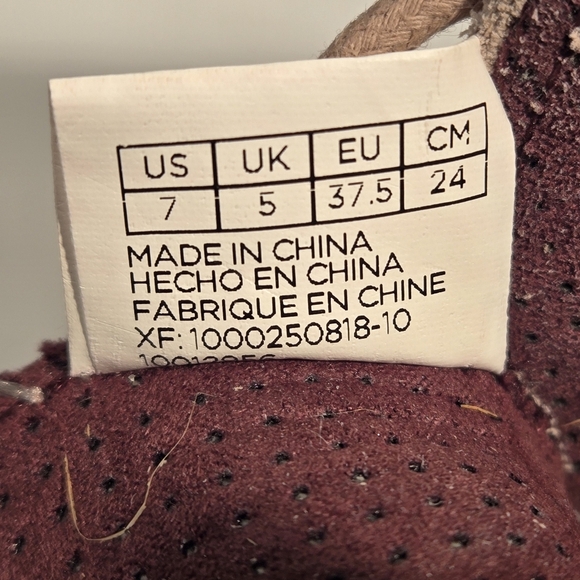 US UK EU CM
7 5 37.5 24
MADE IN CHINA
HECHO EN CHINA
FABRIQUE EN CHINE
XF: 1000250818-10